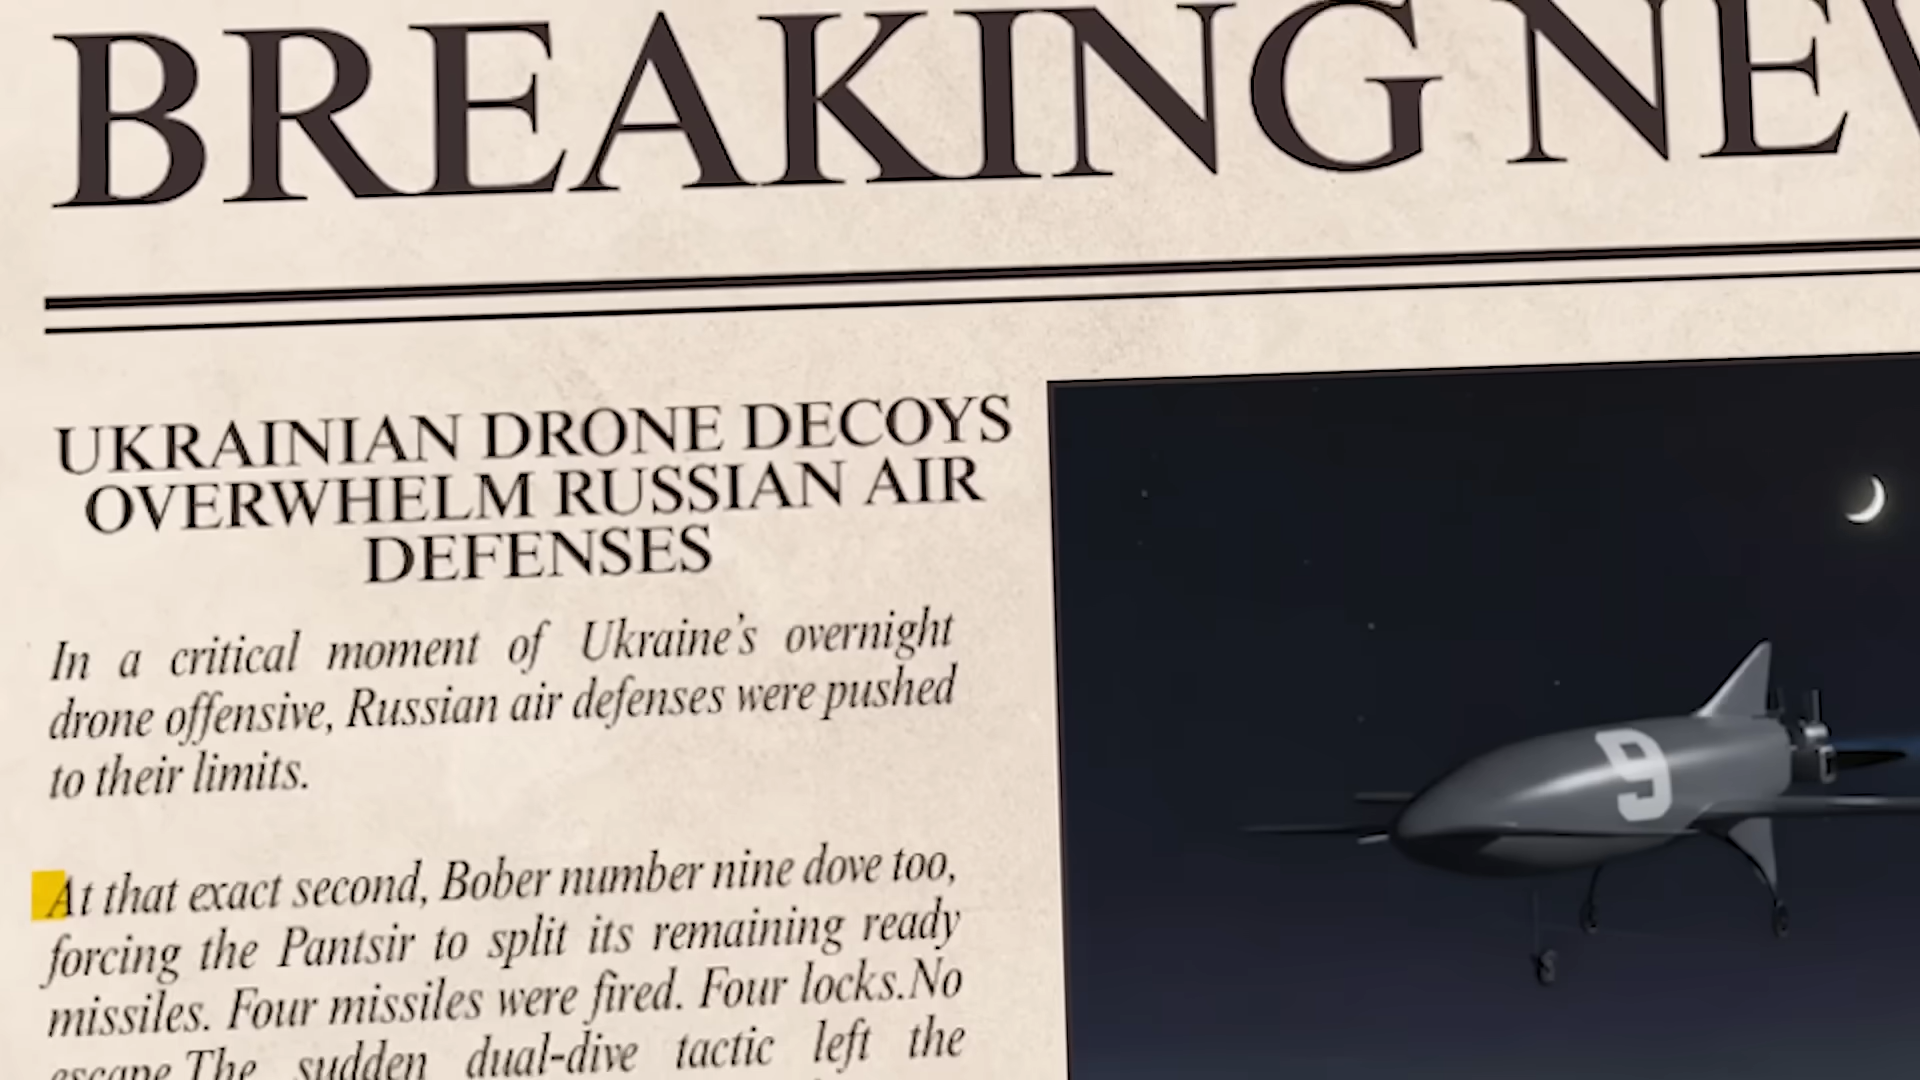 BREAKING NEW
UKRAINIAN DRONE DECOYS
OVERWHELM RUSSIAN AIR
DEFENSES
In a critical moment of Ukraine's overnight
drone offensive, Russian air defenses were pushed
to their limits.
At that exact second, Bober number nine dove too,
forcing the Pantsir to split its remaining ready
missiles. Four missiles were fired. Four locks.No
escape.The sudden dual-dive tactic left the
9